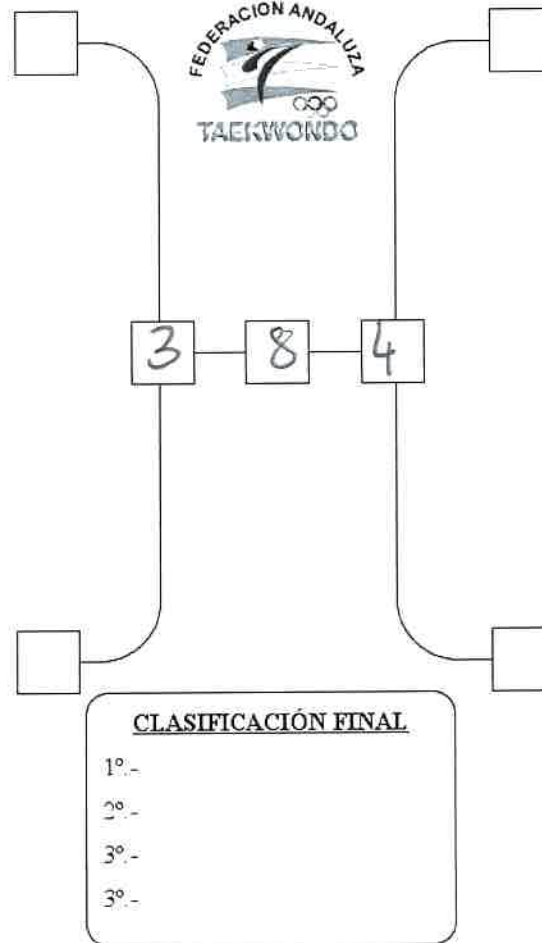 FEDERACION ANDALUZA
TAEKWONDO
3 8 4
CLASIFICACIÓN FINAL
1º.-
2º.-
3º.-
3º.-